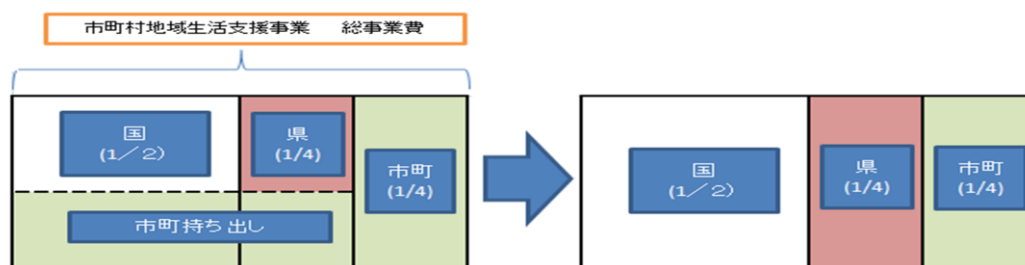 市町村地域生活支援事業　総事業費
国
(1／2)
県
(1/4)
市町
(1/4)
市町持ち出し
国
(1／2)
県
(1/4)
市町
(1/4)